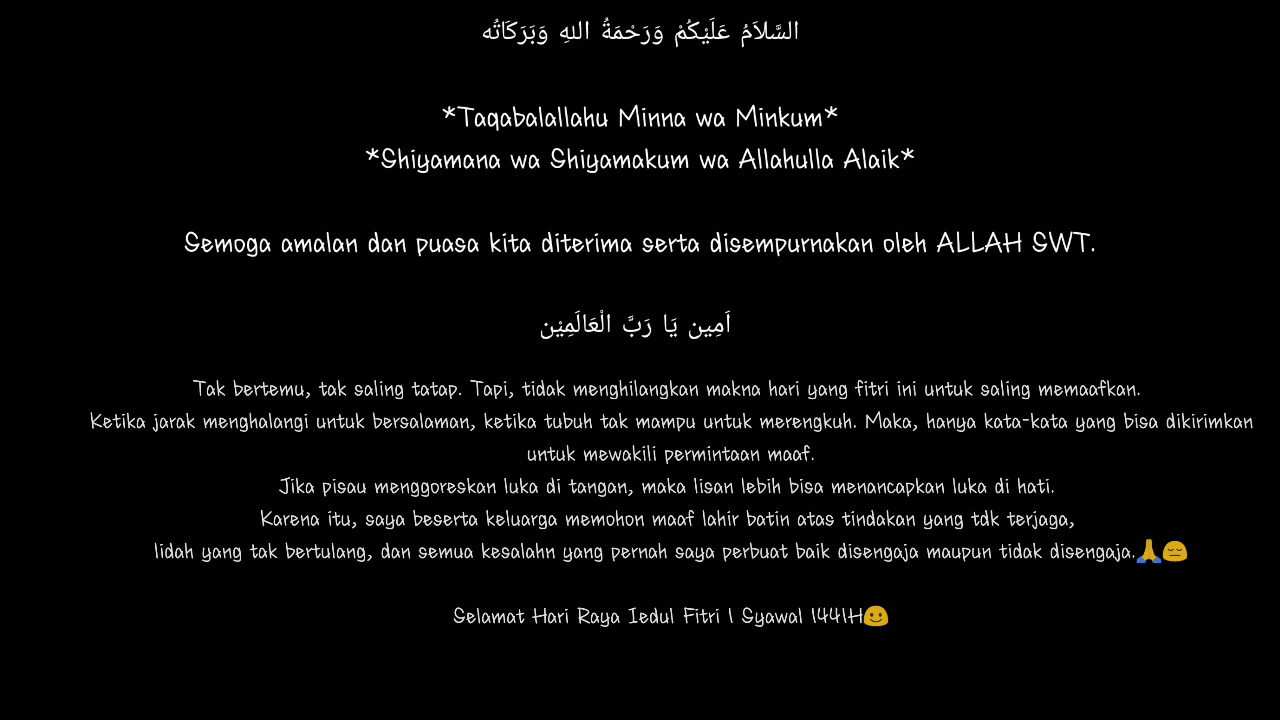 السَّلاَمُ عَلَيْكُمْ وَرَحْمَةُ اللهِ وَبَرَكَاتُه
*Taqabalallahu Minna wa Minkum*
*Shiyamana wa Shiyamakum wa Allahulla Alaik*
Semoga amalan dan puasa kita diterima serta disempurnakan oleh ALLAH SWT.
اَمِين يَا رَبَّ الْعَالَمِيْن
Tak bertemu, tak saling tatap. Tapi, tidak menghilangkan makna hari yang fitri ini untuk saling memaafkan.
Ketika jarak menghalangi untuk bersalaman, ketika tubuh tak mampu untuk merengkuh. Maka, hanya kata-kata yang bisa dikirimkan
untuk mewakili permintaan maaf.
Jika pisau menggoreskan luka di tangan, maka lisan lebih bisa menancapkan luka di hati.
Karena itu, saya beserta keluarga memohon maaf lahir batin atas tindakan yang tdk terjaga,
lidah yang tak bertulang, dan semua kesalahn yang pernah saya perbuat baik disengaja maupun tidak disengaja.🙏😔
Selamat Hari Raya Iedul Fitri 1 Syawal 1441H🙂